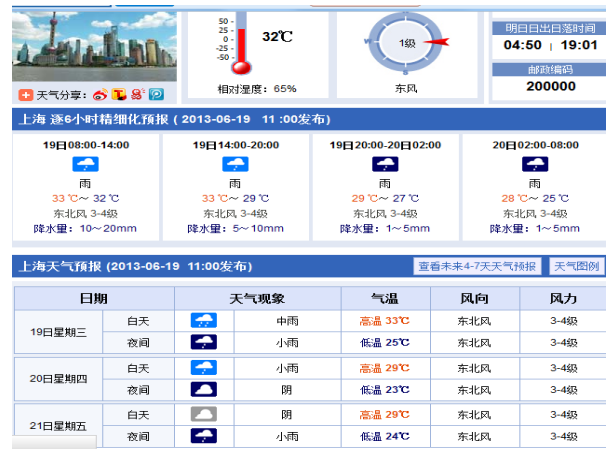 50 -
25 -
0 -
-25 -
-50 -
32℃
相对湿度：65%
1级
W
东风
明日日出日落时间
04:50 | 19:01
邮政编码
200000
天气分享：
上海 逐6小时精细化预报 ( 2013-06-19 11 :00发布)
19日08:00-14:00 19日14:00-20:00 19日20:00-20日02:00 20日02:00-08:00
雨 雨 雨 雨
33 ℃～ 32 ℃ 33 ℃～ 29 ℃ 29 ℃～ 27 ℃ 28 ℃～ 25 ℃
东北风 3-4级 东北风 3-4级 东北风 3-4级 东北风 3-4级
降水量：10～20mm 降水量：5～10mm 降水量：1～5mm 降水量：1～5mm
上海天气预报 (2013-06-19 11:00发布) 查看未来4-7天天气预报 天气图例
日期 天气现象 气温 风向 风力
19日星期三 白天 中雨 高温 33℃ 东北风 3-4级
夜间 小雨 低温 25℃ 东北风 3-4级
20日星期四 白天 小雨 高温 29℃ 东北风 3-4级
夜间 阴 低温 23℃ 东北风 3-4级
21日星期五 白天 阴 高温 29℃ 东北风 3-4级
夜间 小雨 低温 24℃ 东北风 3-4级